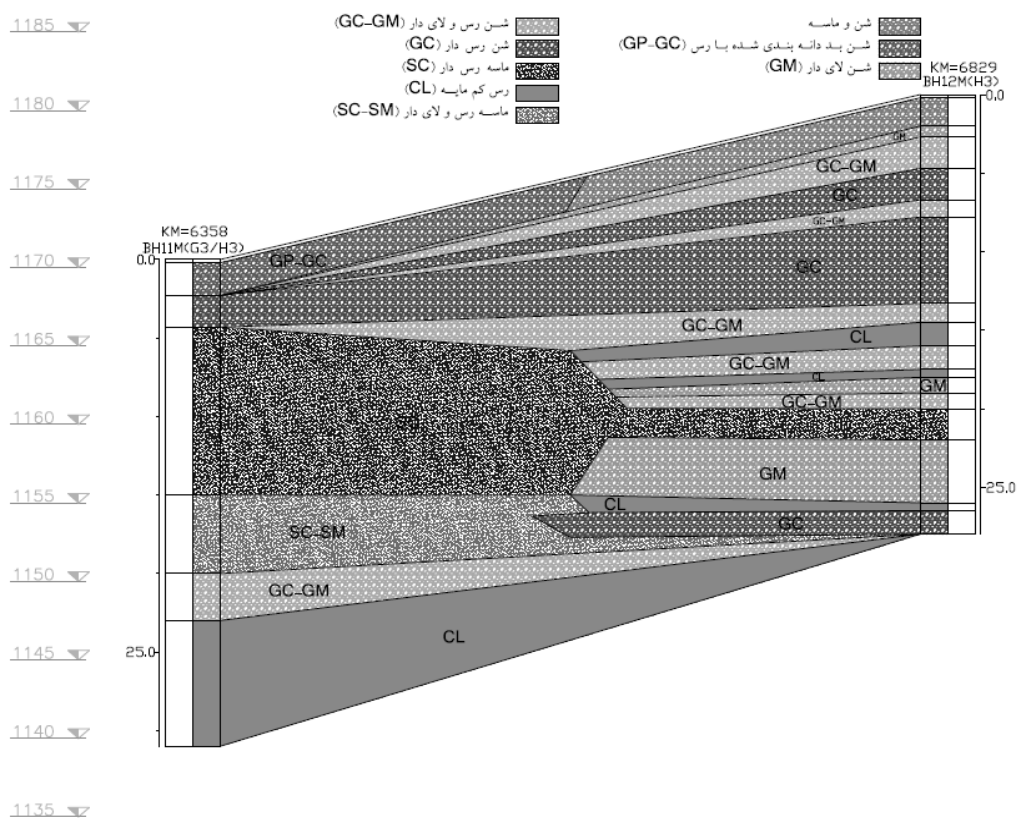 1185
1180
1175
1170
1165
1160
1155
1150
1145
1140
1135
شن رس و لای دار (GC-GM)
شن رس دار (GC)
ماسه رس دار (SC)
رس کم مایه (CL)
ماسه رس و لای دار (SC-SM)
شن و ماسه
شن بد دانه بندی شده با رس (GP-GC)
شن لای دار (GM)
KM=6829
BH12M(H3)
0.0
25.0
KM=6358
BH11M(G3/H3)
0.0
25.0
GM
GC-GM
GC
GC-GM
GP-GC
GC
GC-GM
CL
GC-GM
CL
GM
GC-GM
SC
GM
CL
GC
SC-SM
GC-GM
CL